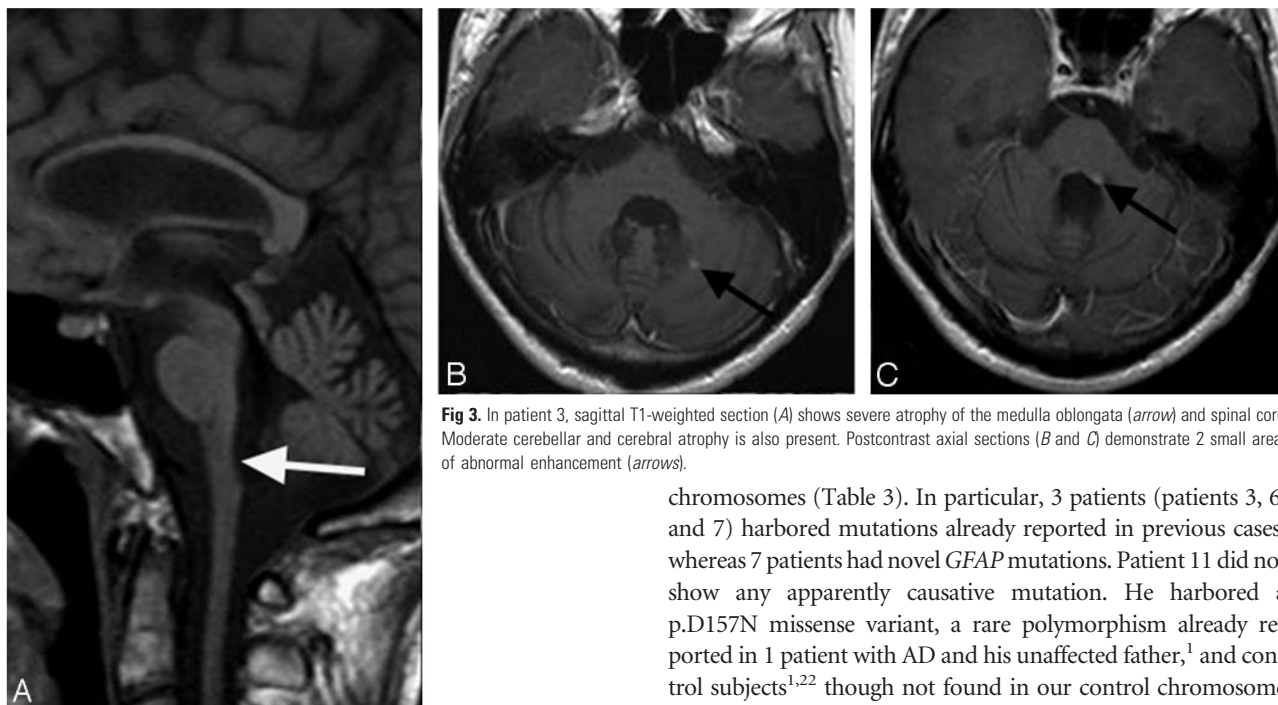 A
B
C
Fig 3. In patient 3, sagittal T1-weighted section (A) shows severe atrophy of the medulla oblongata (arrow) and spinal cor
Moderate cerebellar and cerebral atrophy is also present. Postcontrast axial sections (B and C) demonstrate 2 small area
of abnormal enhancement (arrows).
chromosomes (Table 3). In particular, 3 patients (patients 3, 6
and 7) harbored mutations already reported in previous cases
whereas 7 patients had novel GFAP mutations. Patient 11 did no
show any apparently causative mutation. He harbored a
p.D157N missense variant, a rare polymorphism already re
ported in 1 patient with AD and his unaffected father,1 and con
trol subjects1,22 though not found in our control chromosome